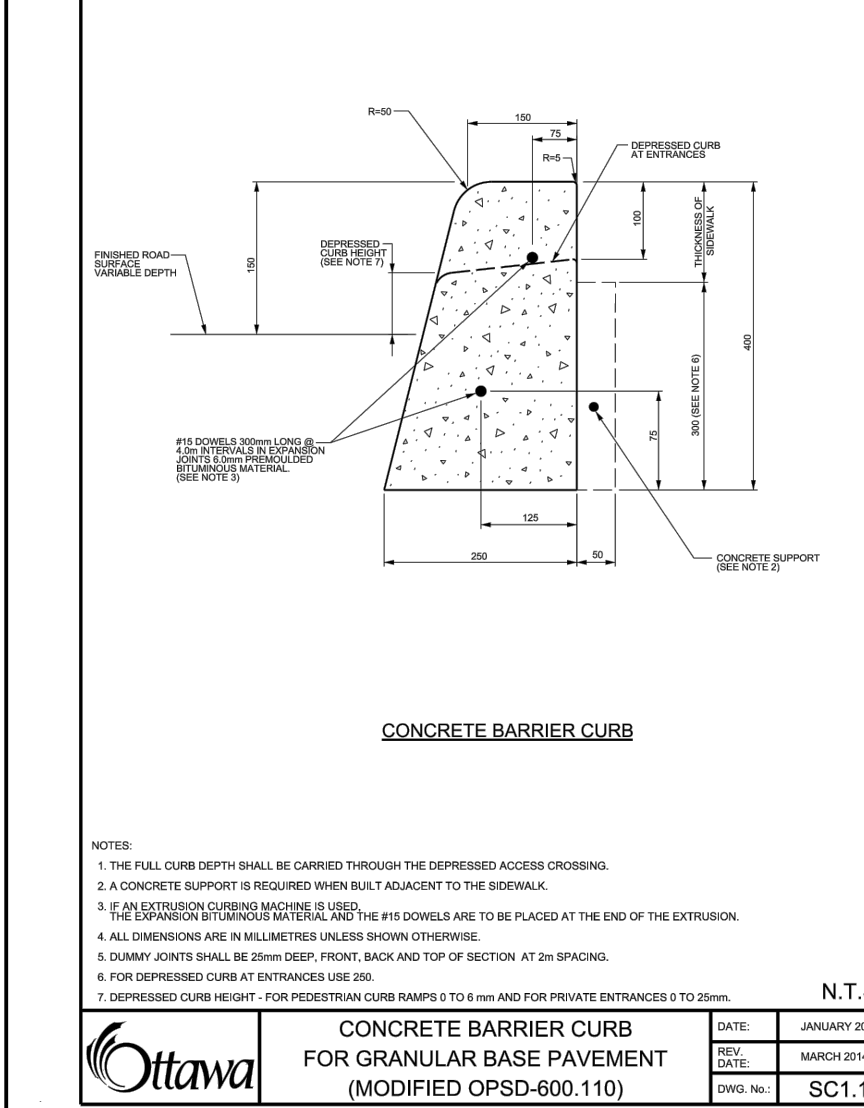 R=50
150
75
R=5
DEPRESSED CURB
AT ENTRANCES
FINISHED ROAD
SURFACE
VARIABLE DEPTH
150
DEPRESSED
CURB HEIGHT
(SEE NOTE 7)
100
THICKNESS OF
SIDEWALK
300 (SEE NOTE 6)
400
75
#15 DOWELS 300mm LONG @
4.0m INTERVALS IN EXPANSION
JOINTS 6.0mm PREMOULDED
BITUMINOUS MATERIAL.
(SEE NOTE 3)
125
250
50
CONCRETE SUPPORT
(SEE NOTE 2)
CONCRETE BARRIER CURB
NOTES:
1. THE FULL CURB DEPTH SHALL BE CARRIED THROUGH THE DEPRESSED ACCESS CROSSING.
2. A CONCRETE SUPPORT IS REQUIRED WHEN BUILT ADJACENT TO THE SIDEWALK.
3. IF AN EXTRUSION CURBING MACHINE IS USED,
THE EXPANSION BITUMINOUS MATERIAL AND THE #15 DOWELS ARE TO BE PLACED AT THE END OF THE EXTRUSION.
4. ALL DIMENSIONS ARE IN MILLIMETRES UNLESS SHOWN OTHERWISE.
5. DUMMY JOINTS SHALL BE 25mm DEEP, FRONT, BACK AND TOP OF SECTION AT 2m SPACING.
6. FOR DEPRESSED CURB AT ENTRANCES USE 250.
7. DEPRESSED CURB HEIGHT - FOR PEDESTRIAN CURB RAMPS 0 TO 6 mm AND FOR PRIVATE ENTRANCES 0 TO 25mm.
N.T.
Ottawa
CONCRETE BARRIER CURB
FOR GRANULAR BASE PAVEMENT
(MODIFIED OPSD-600.110)
DATE:
JANUARY 20
REV.
DATE:
MARCH 2014
DWG. No.:
SC1.1